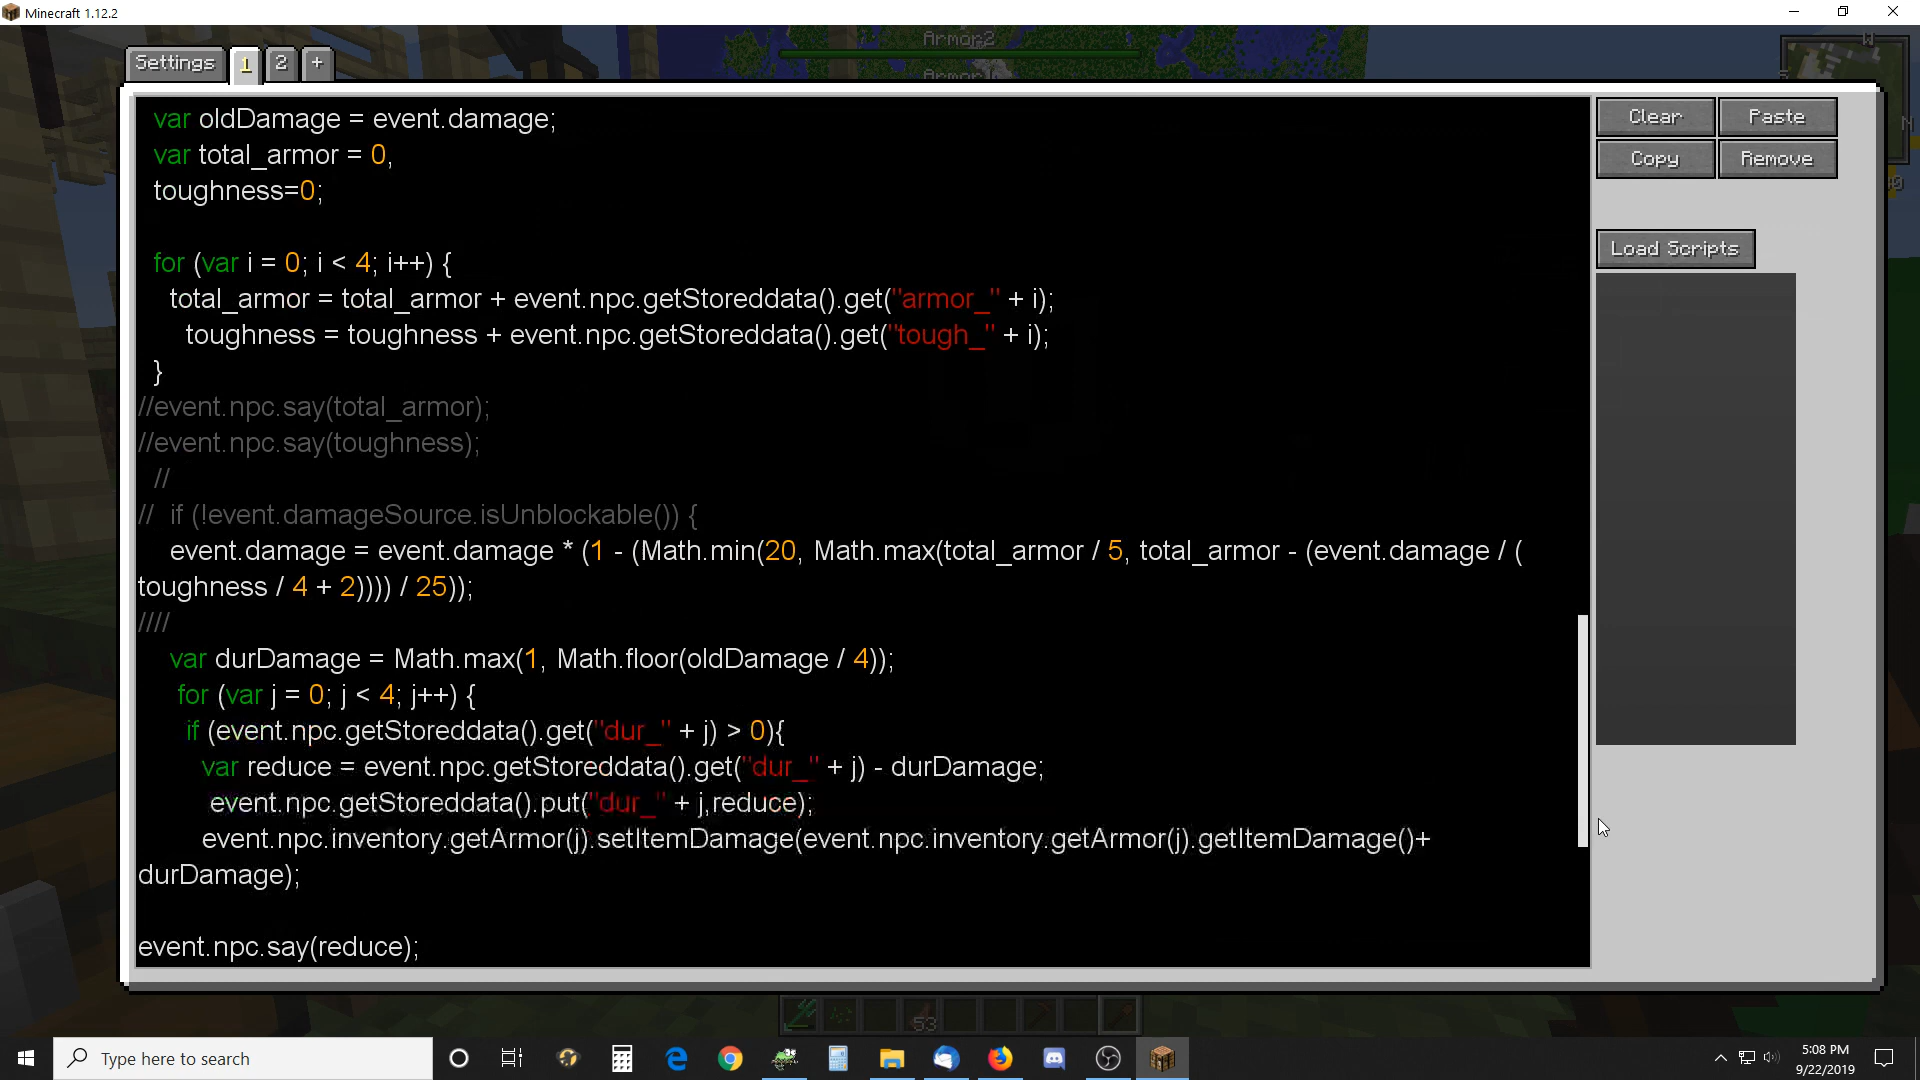 Minecraft 1.12.2
Armor2
Settings 1 2 +
var oldDamage = event.damage;
var total_armor = 0,
toughness=0;
for (var i = 0; i < 4; i++) {
total_armor = total_armor + event.npc.getStoreddata().get("armor_" + i);
toughness = toughness + event.npc.getStoreddata().get("tough_" + i);
}
//event.npc.say(total_armor);
//event.npc.say(toughness);
//
// if (!event.damageSource.isUnblockable()) {
event.damage = event.damage * (1 - (Math.min(20, Math.max(total_armor / 5, total_armor - (event.damage / (
toughness / 4 + 2)))) / 25));
////
var durDamage = Math.max(1, Math.floor(oldDamage / 4));
for (var j = 0; j < 4; j++) {
if (event.npc.getStoreddata().get("dur_" + j) > 0){
var reduce = event.npc.getStoreddata().get("dur_" + j) - durDamage;
event.npc.getStoreddata().put("dur_" + j,reduce);
event.npc.inventory.getArmor(j).setItemDamage(event.npc.inventory.getArmor(j).getItemDamage()+
durDamage);
event.npc.say(reduce);
Clear Paste
Copy Remove
Load Scripts
53
Type here to search
5:08 PM
9/22/2019